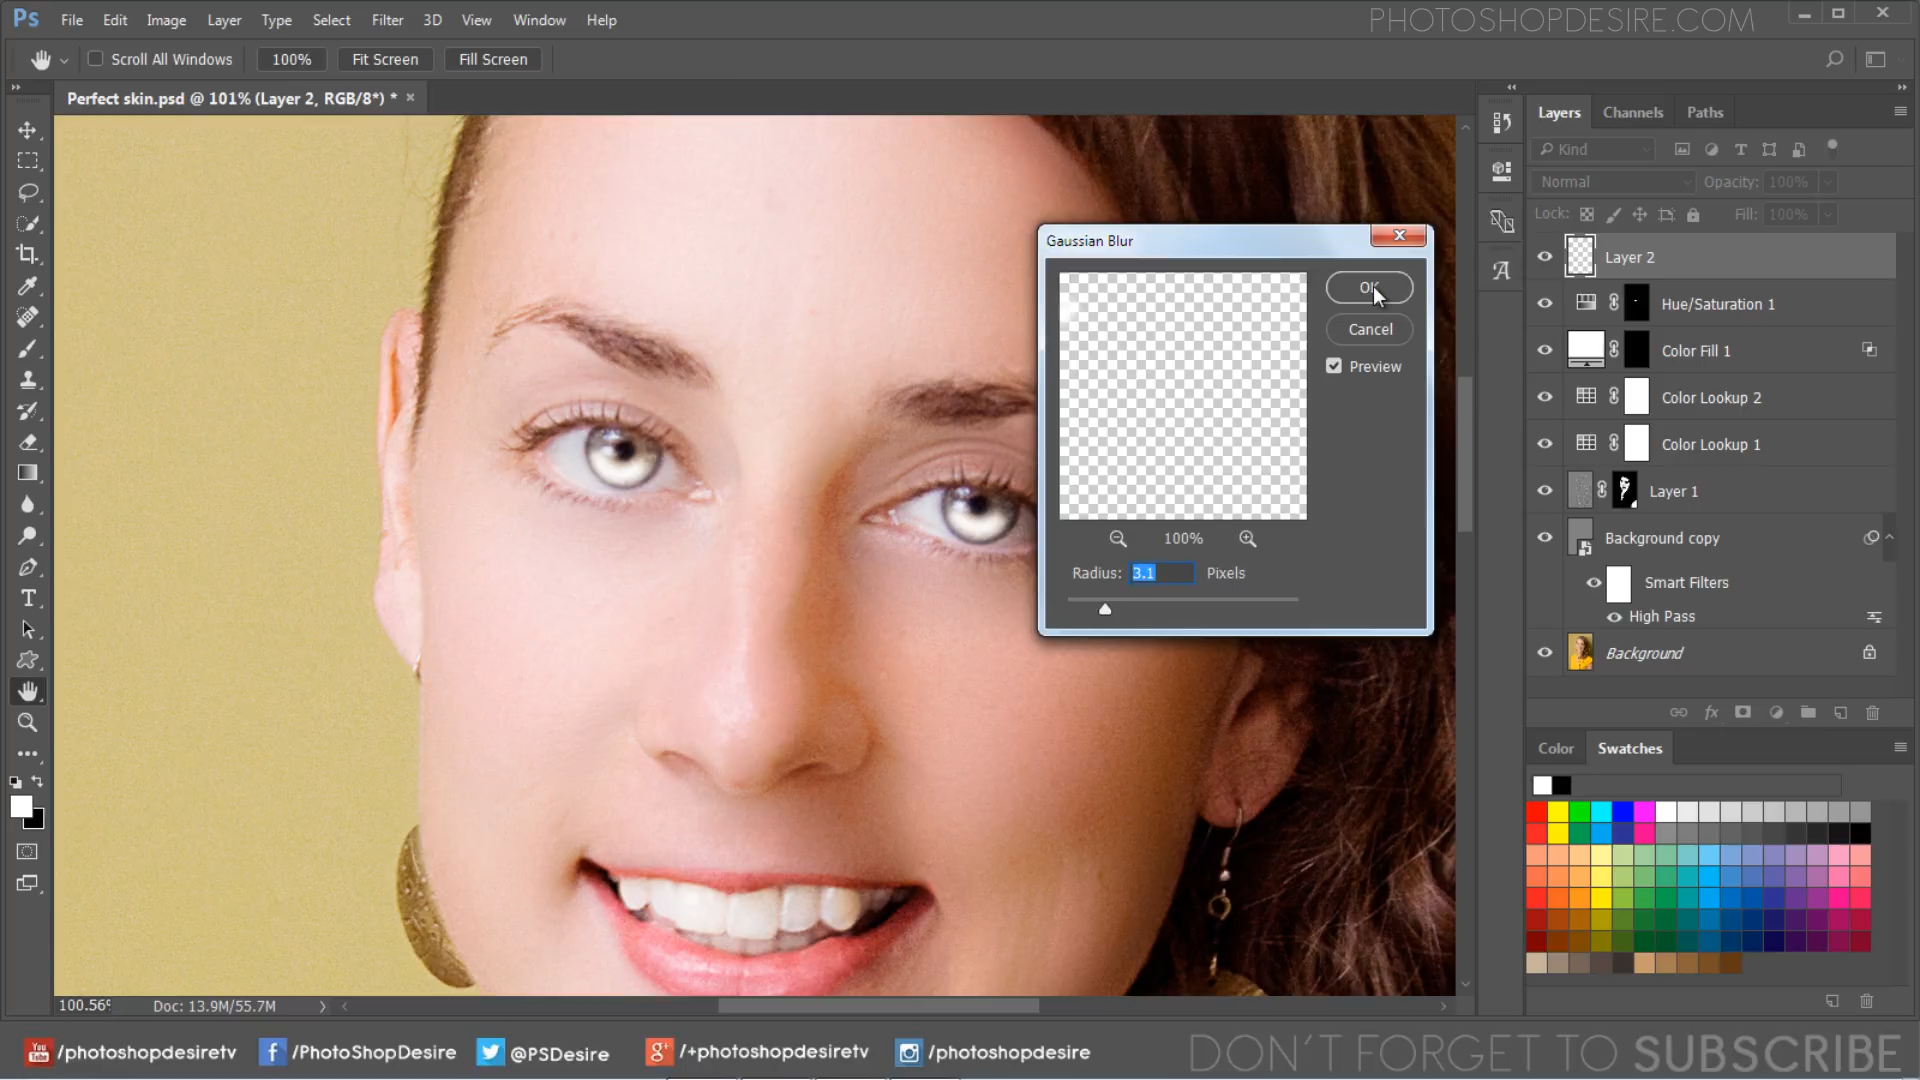 Ps File Edit Image Layer Type Select Filter 3D View Window Help
PHOTOSHOPDESIRE.COM
Scroll All Windows 100% Fit Screen Fill Screen
Perfect skin.psd @ 101% (Layer 2, RGB/8*) * ×
Layers Channels Paths
Kind
Normal Opacity: 100%
Lock: Fill: 100%
Layer 2
Hue/Saturation 1
Color Fill 1
Color Lookup 2
Color Lookup 1
Layer 1
Background copy
Smart Filters
High Pass
Background
Gaussian Blur
OK
Cancel
Preview
100%
Radius: 3.1 Pixels
Color Swatches
100.56%
Doc: 13.9M/55.7M
You Tube /photoshopdesiretv
f /PhotoShopDesire
@PSDesire
g+ /+photoshopdesiretv
/photoshopdesire
DON'T FORGET TO SUBSCRIBE